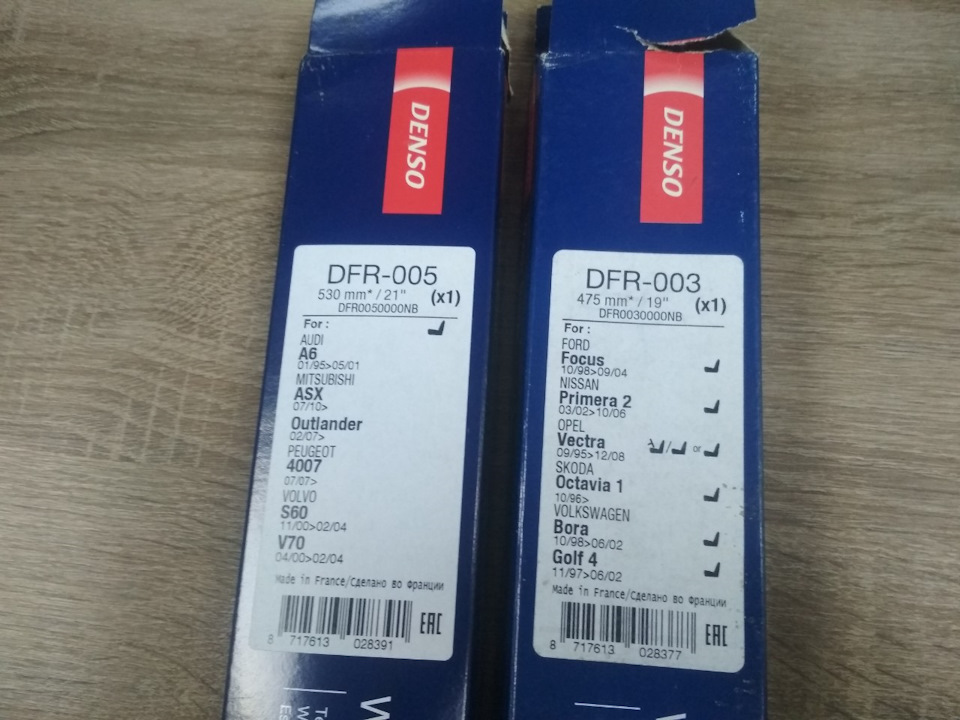 DENSO
DFR-005
530 mm* / 21" (x1)
DFR0050000NB
For :
AUDI
A6
01/95>05/01
MITSUBISHI
ASX
07/10>
Outlander
02/07>
PEUGEOT
4007
07/07>
VOLVO
S60
11/00>02/04
V70
04/00>02/04
Made in France/Сделано во Франции
8 717613 028391
EAC
DENSO
DFR-003
475 mm* / 19" (x1)
DFR0030000NB
For :
FORD
Focus
10/98>09/04
NISSAN
Primera 2
03/02>10/06
OPEL
Vectra / or
09/95>12/08
SKODA
Octavia 1
10/96>
VOLKSWAGEN
Bora
10/98>06/02
Golf 4
11/97>06/02
Made in France/Сделано во Франции
8 717613 028377
EAC